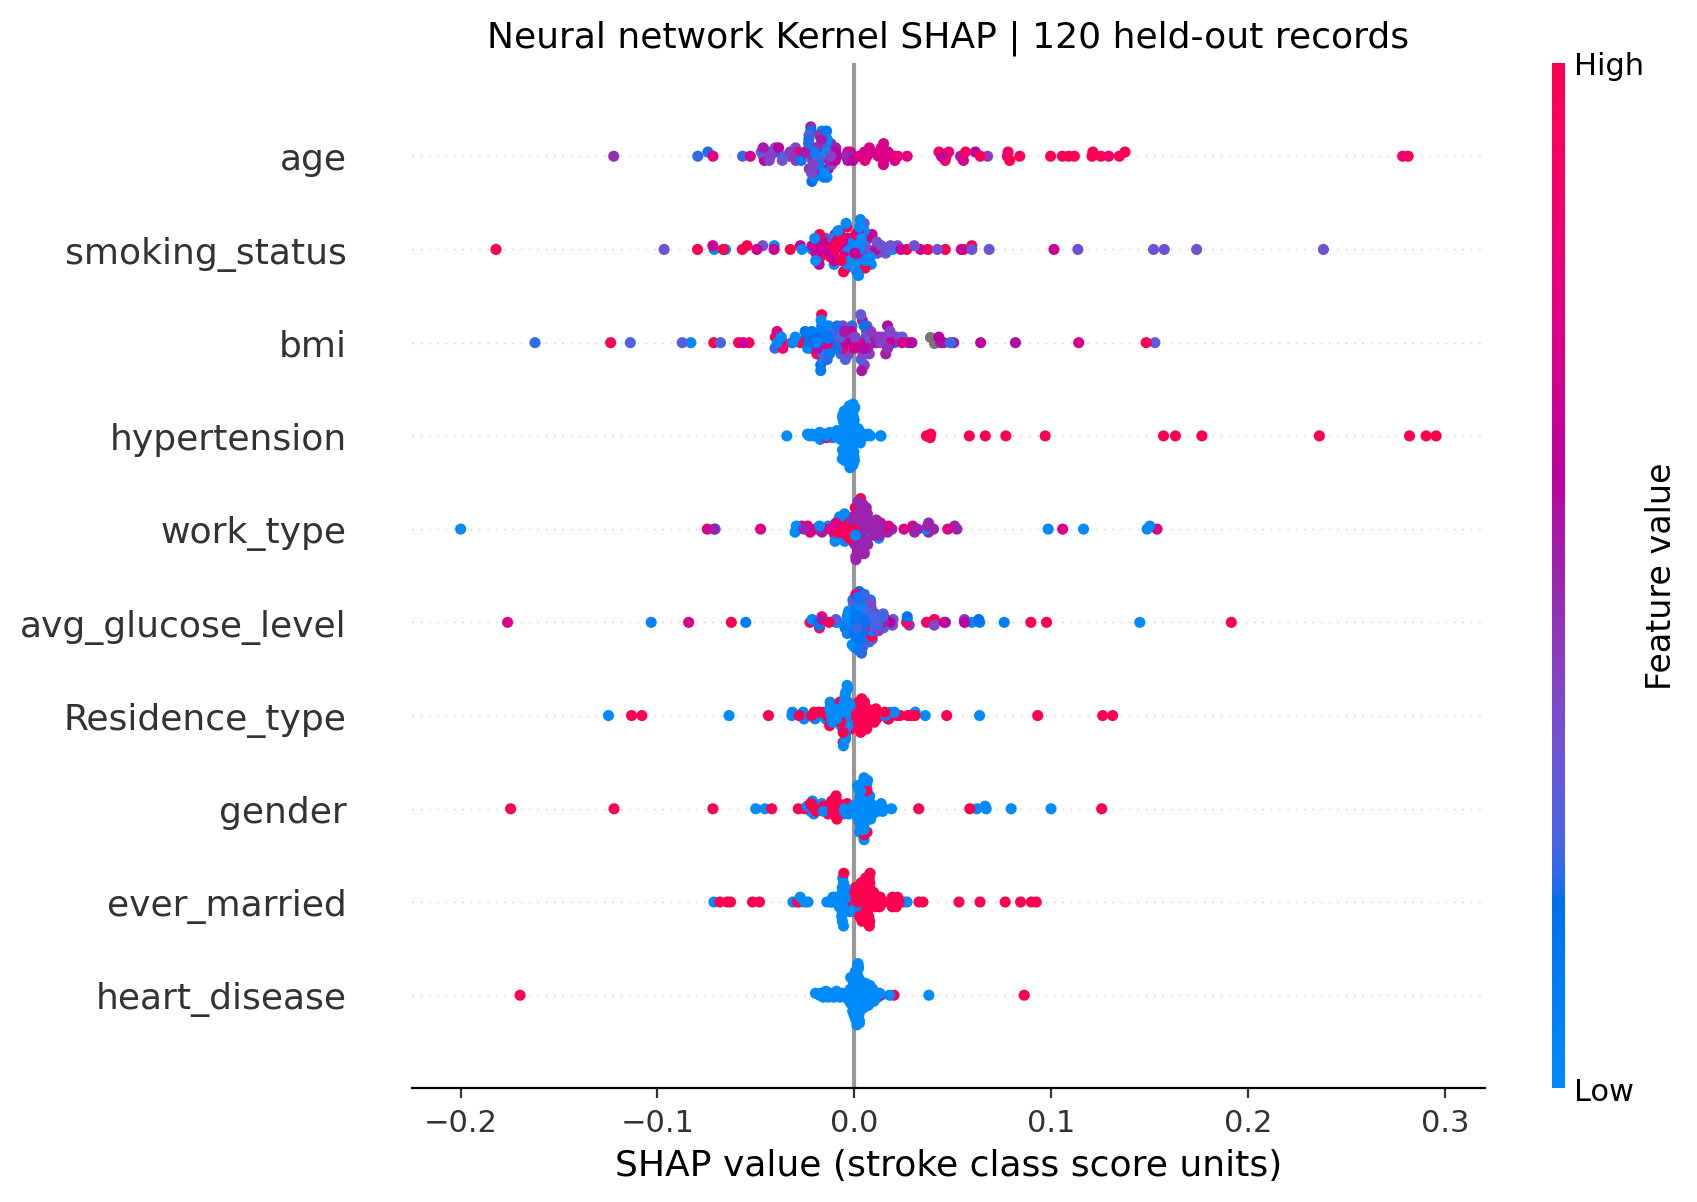 Neural network Kernel SHAP | 120 held-out records
High
age
smoking_status
bmi
hypertension
work_type
avg_glucose_level
Residence_type
gender
ever_married
heart_disease
Feature value
Low
−0.2 −0.1 0.0 0.1 0.2 0.3
SHAP value (stroke class score units)